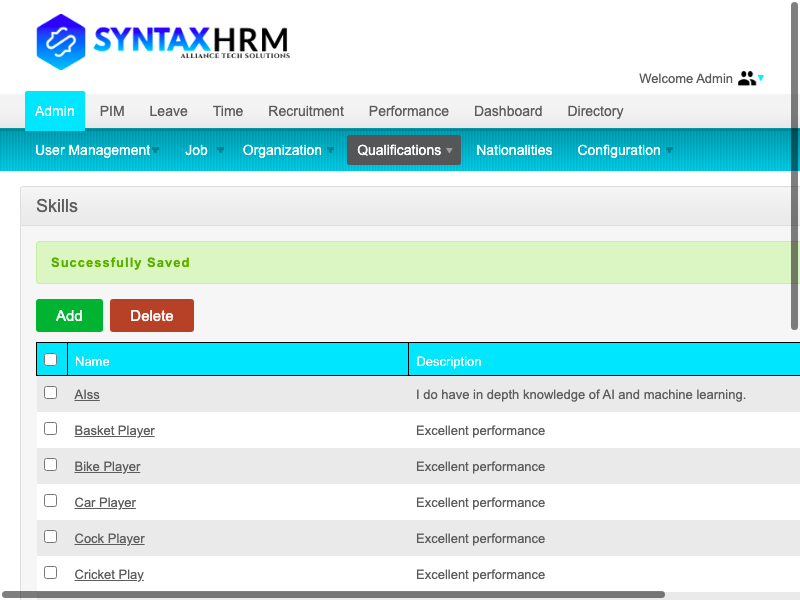 SYNTAXHRM
ALLIANCE TECH SOLUTIONS
Welcome Admin
Admin PIM Leave Time Recruitment Performance Dashboard Directory
User Management Job Organization Qualifications Nationalities Configuration
Skills
Successfully Saved
Add Delete
Name Description
AIss I do have in depth knowledge of AI and machine learning.
Basket Player Excellent performance
Bike Player Excellent performance
Car Player Excellent performance
Cock Player Excellent performance
Cricket Play Excellent performance